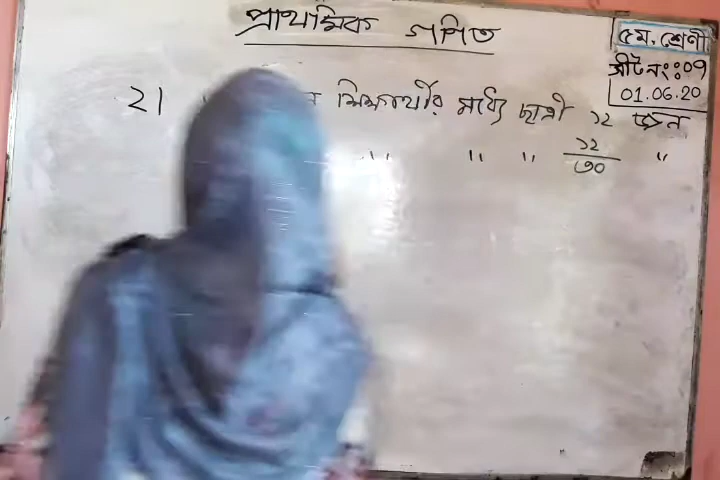 প্রাথমিক গণিত
৫ম. শ্রেণী
শীট নং: ০৭
01.06.20
২। শিক্ষার্থীর মধ্যে ছাত্রী ১২ জন
" " " ১২/৩০ "